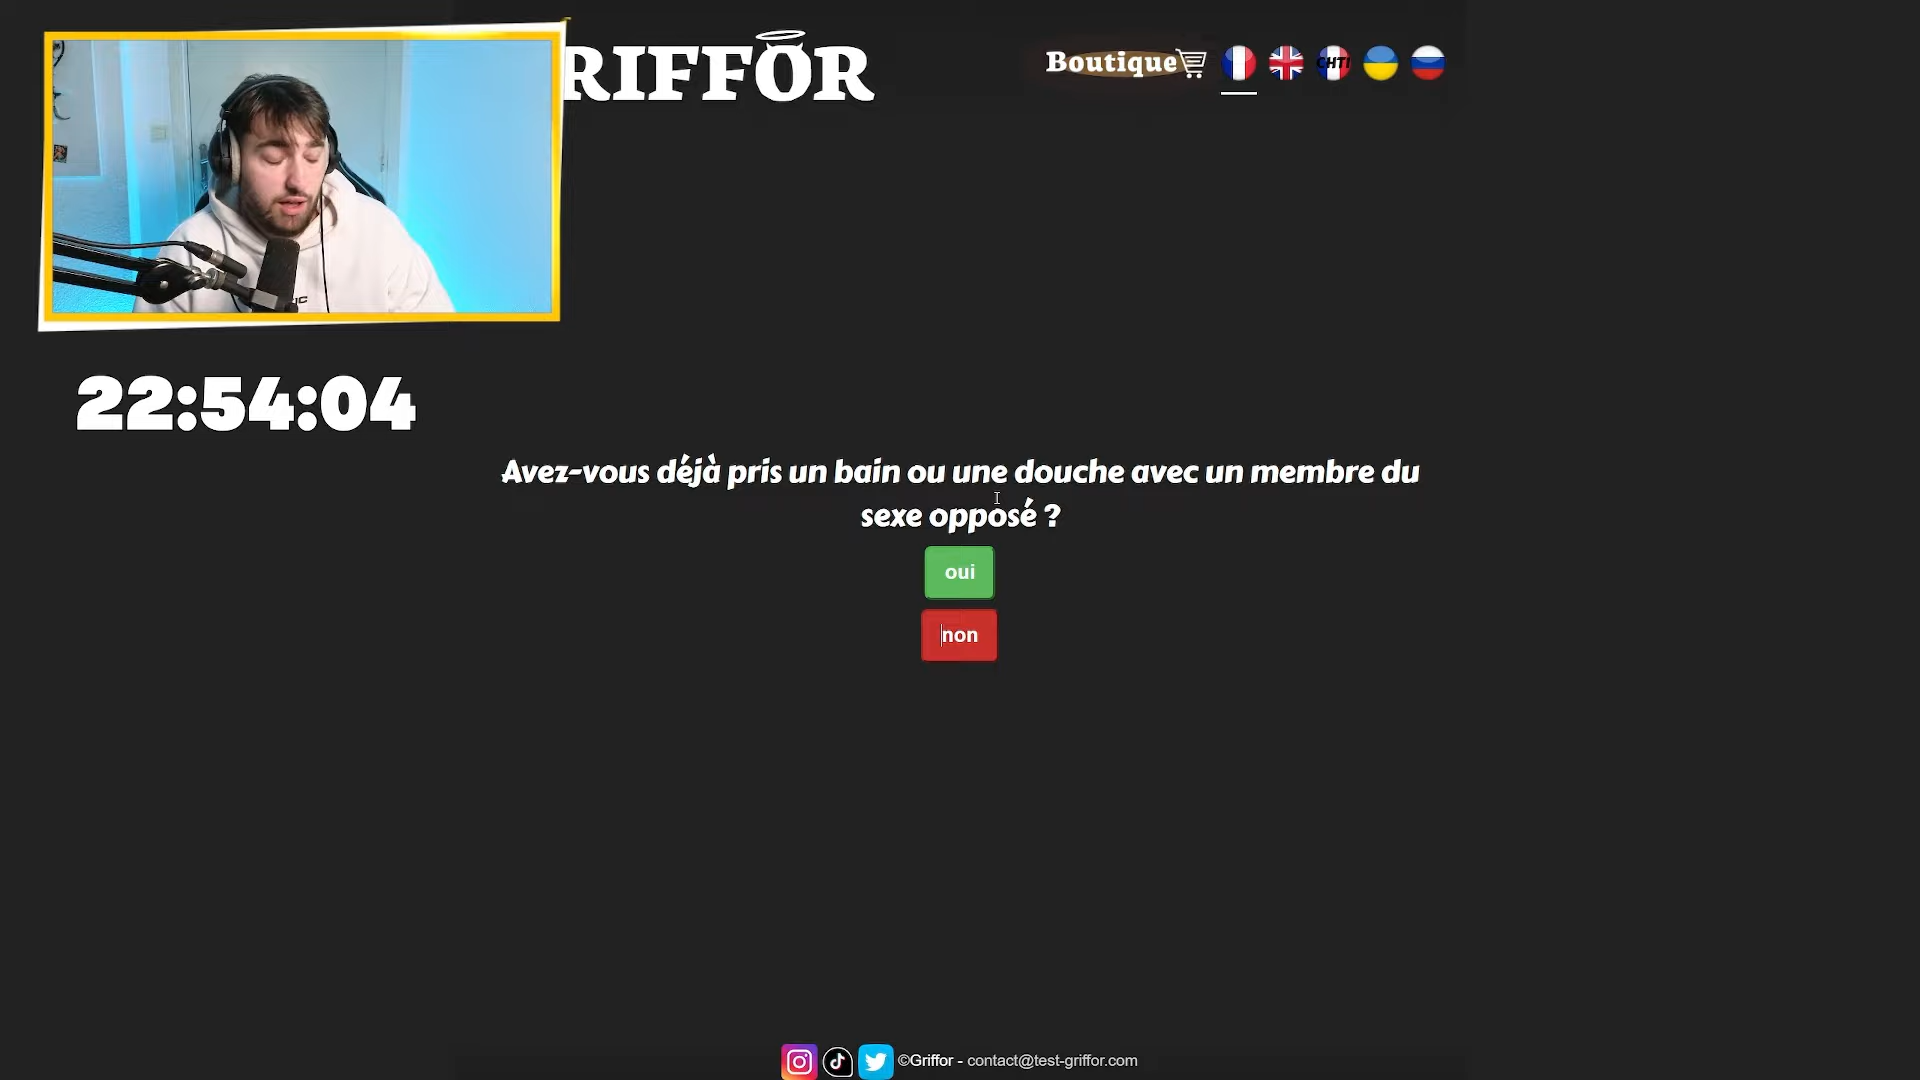 RIFFOR
Boutique
CHTI
22:54:04
Avez-vous déjà pris un bain ou une douche avec un membre du
sexe opposé ?
oui
non
©Griffor - contact@test-griffor.com